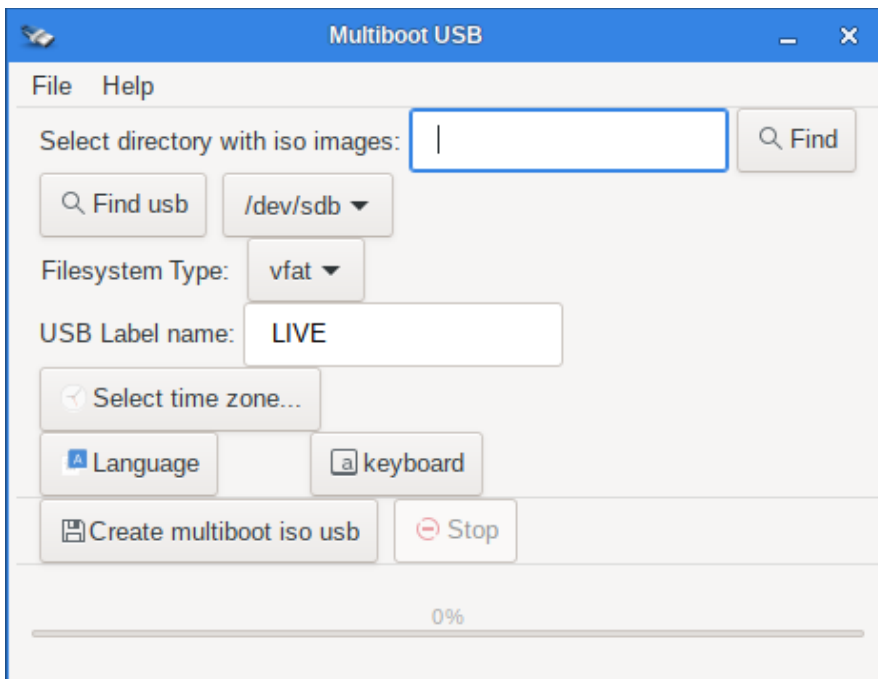 Multiboot USB
File Help
Select directory with iso images: Find
Find usb /dev/sdb
Filesystem Type: vfat
USB Label name: LIVE
Select time zone...
Language keyboard
Create multiboot iso usb Stop
0%